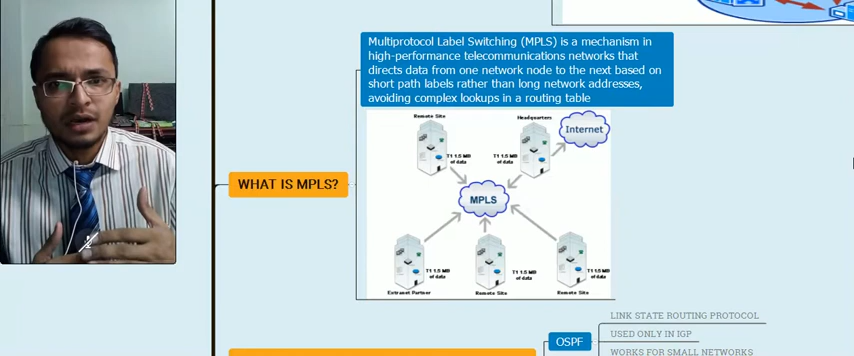 Multiprotocol Label Switching (MPLS) is a mechanism in
high-performance telecommunications networks that
directs data from one network node to the next based on
short path labels rather than long network addresses,
avoiding complex lookups in a routing table
WHAT IS MPLS?
Remote Site
Headquarters
Internet
T1 1.5 MB
of data
T1 1.5 MB
of data
MPLS
T1 1.5 MB
of data
T1 1.5 MB
of data
T1 1.5 MB
of data
Extranet Partner
Remote Site
Remote Site
OSPF
LINK STATE ROUTING PROTOCOL
USED ONLY IN IGP
WORKS FOR SMALL NETWORKS